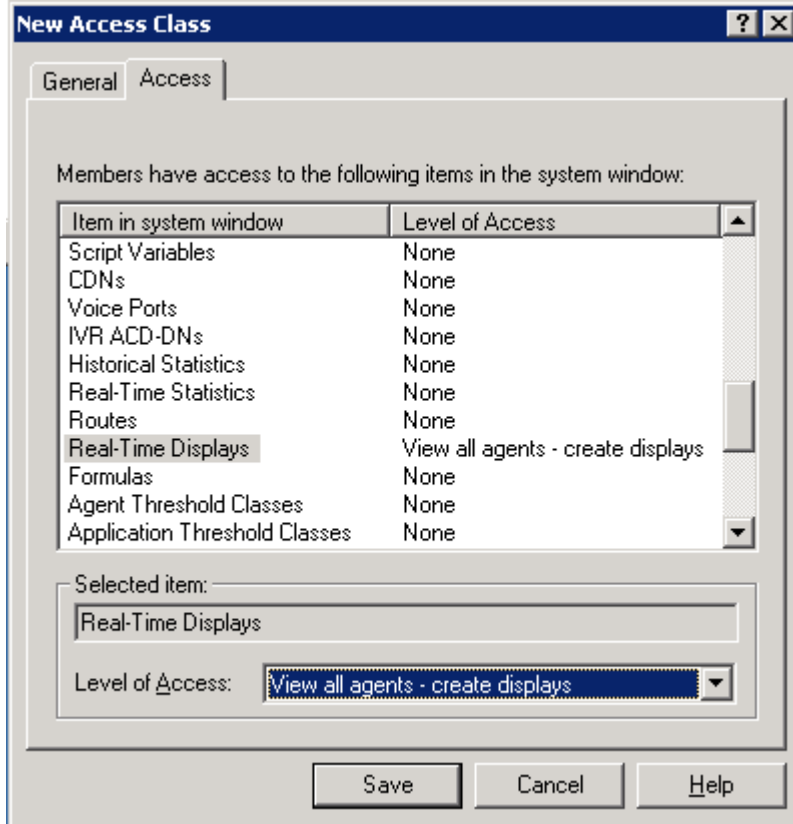 New Access Class
General Access
Members have access to the following items in the system window:
Item in system window Level of Access
Script Variables None
CDNs None
Voice Ports None
IVR ACD-DNs None
Historical Statistics None
Real-Time Statistics None
Routes None
Real-Time Displays View all agents - create displays
Formulas None
Agent Threshold Classes None
Application Threshold Classes None
Selected item:
Real-Time Displays
Level of Access: View all agents - create displays
Save Cancel Help